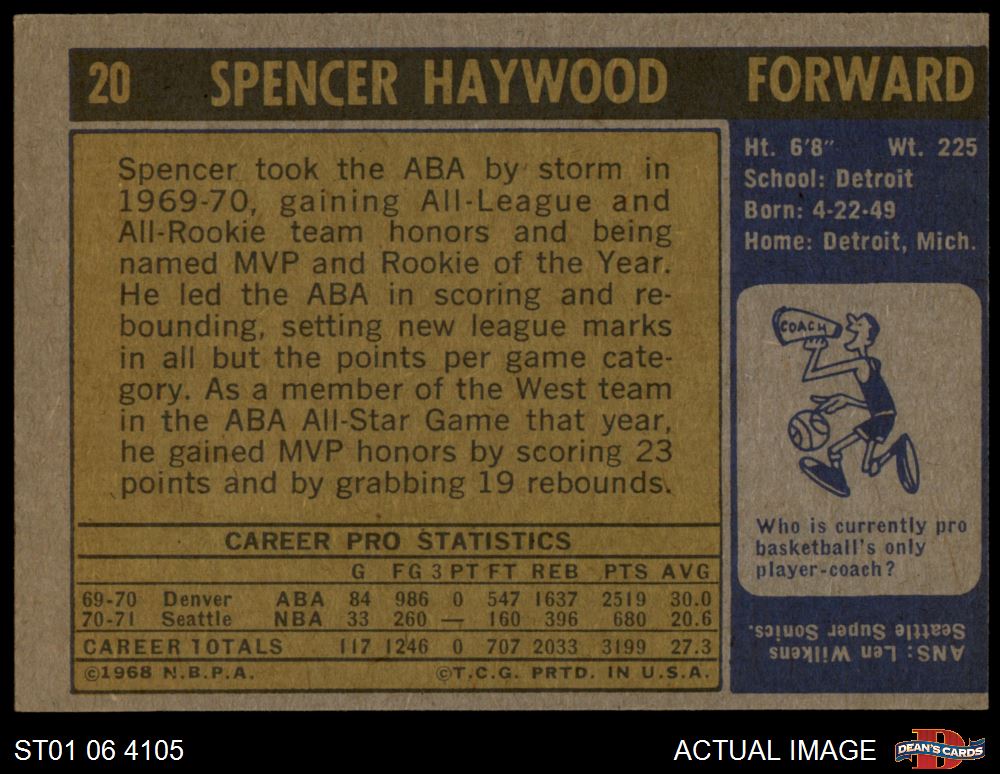 20 SPENCER HAYWOOD FORWARD
Spencer took the ABA by storm in
1969-70, gaining All-League and
All-Rookie team honors and being
named MVP and Rookie of the Year.
He led the ABA in scoring and re-
bounding, setting new league marks
in all but the points per game cate-
gory. As a member of the West team
in the ABA All-Star Game that year,
he gained MVP honors by scoring 23
points and by grabbing 19 rebounds.
CAREER PRO STATISTICS
G FG 3 PT FT REB PTS AVG
69-70 Denver ABA 84 986 0 547 1637 2519 30.0
70-71 Seattle NBA 33 260 — 160 396 680 20.6
CAREER TOTALS 117 1246 0 707 2033 3199 27.3
©1968 N.B.P.A. ©T.C.G. PRTD. IN U.S.A.
Ht. 6'8" Wt. 225
School: Detroit
Born: 4-22-49
Home: Detroit, Mich.
COACH
Who is currently pro
basketball's only
player-coach?
ANS: Len Wilkens
Seattle Super Sonics.
ST01 06 4105 ACTUAL IMAGE DEAN'S CARDS